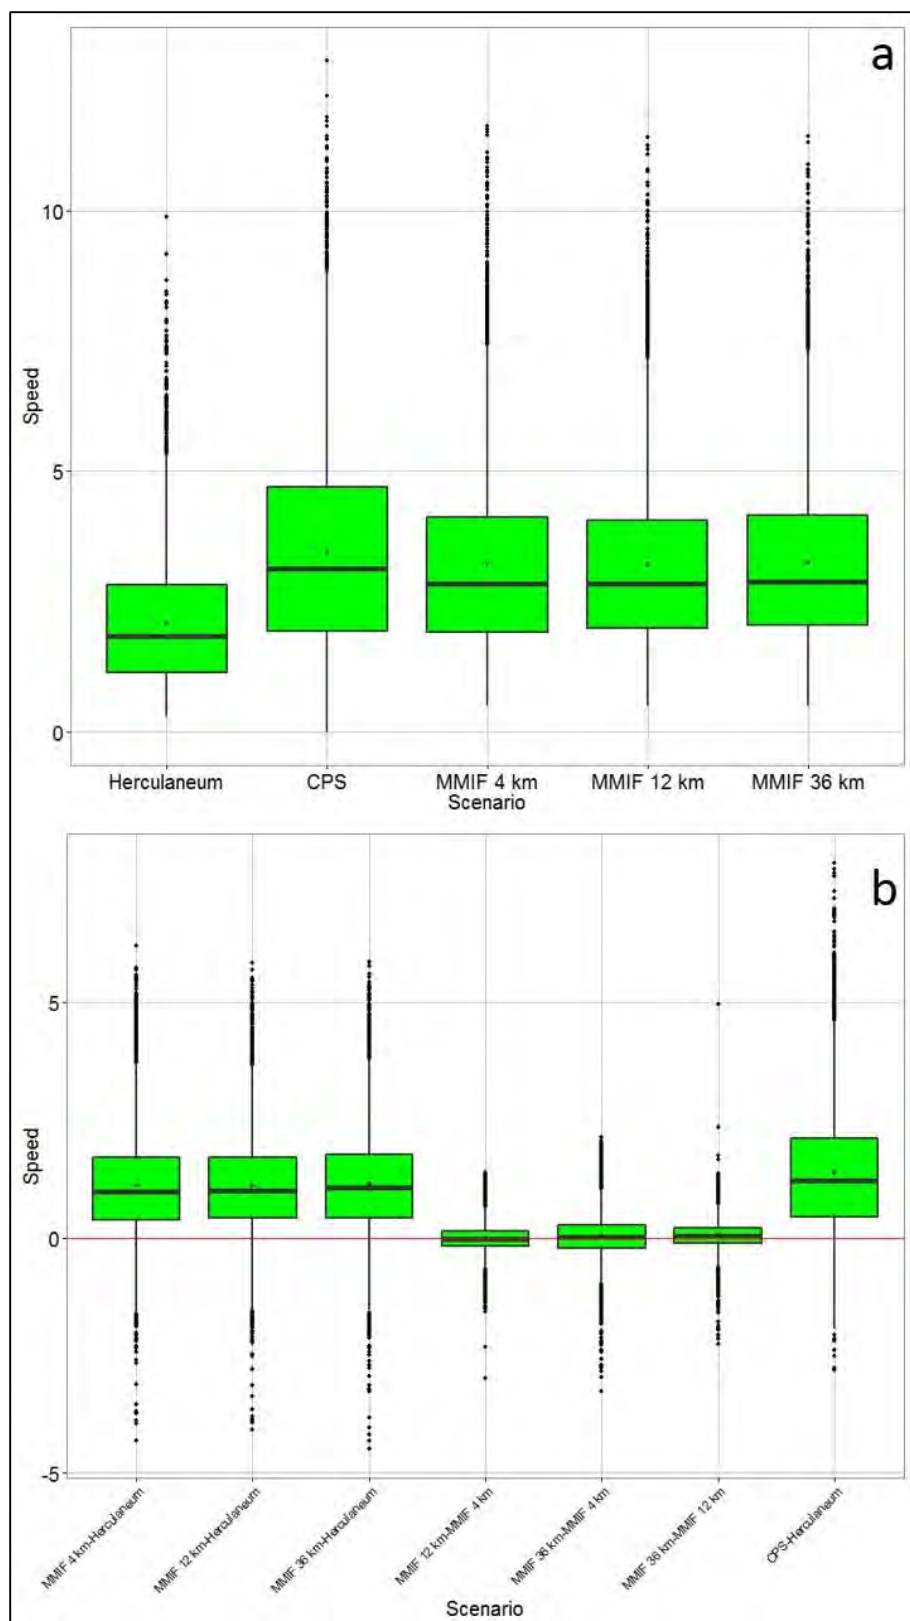 a
10
5
0
Speed
Herculaneum CPS MMIF 4 km MMIF 12 km MMIF 36 km
Scenario
b
5
0
-5
Speed
MMIF 4 km-Herculaneum
MMIF 12 km-Herculaneum
MMIF 36 km-Herculaneum
MMIF 12 km-MMIF 4 km
MMIF 36 km-MMIF 4 km
MMIF 36 km-MMIF 12 km
CPS-Herculaneum
Scenario